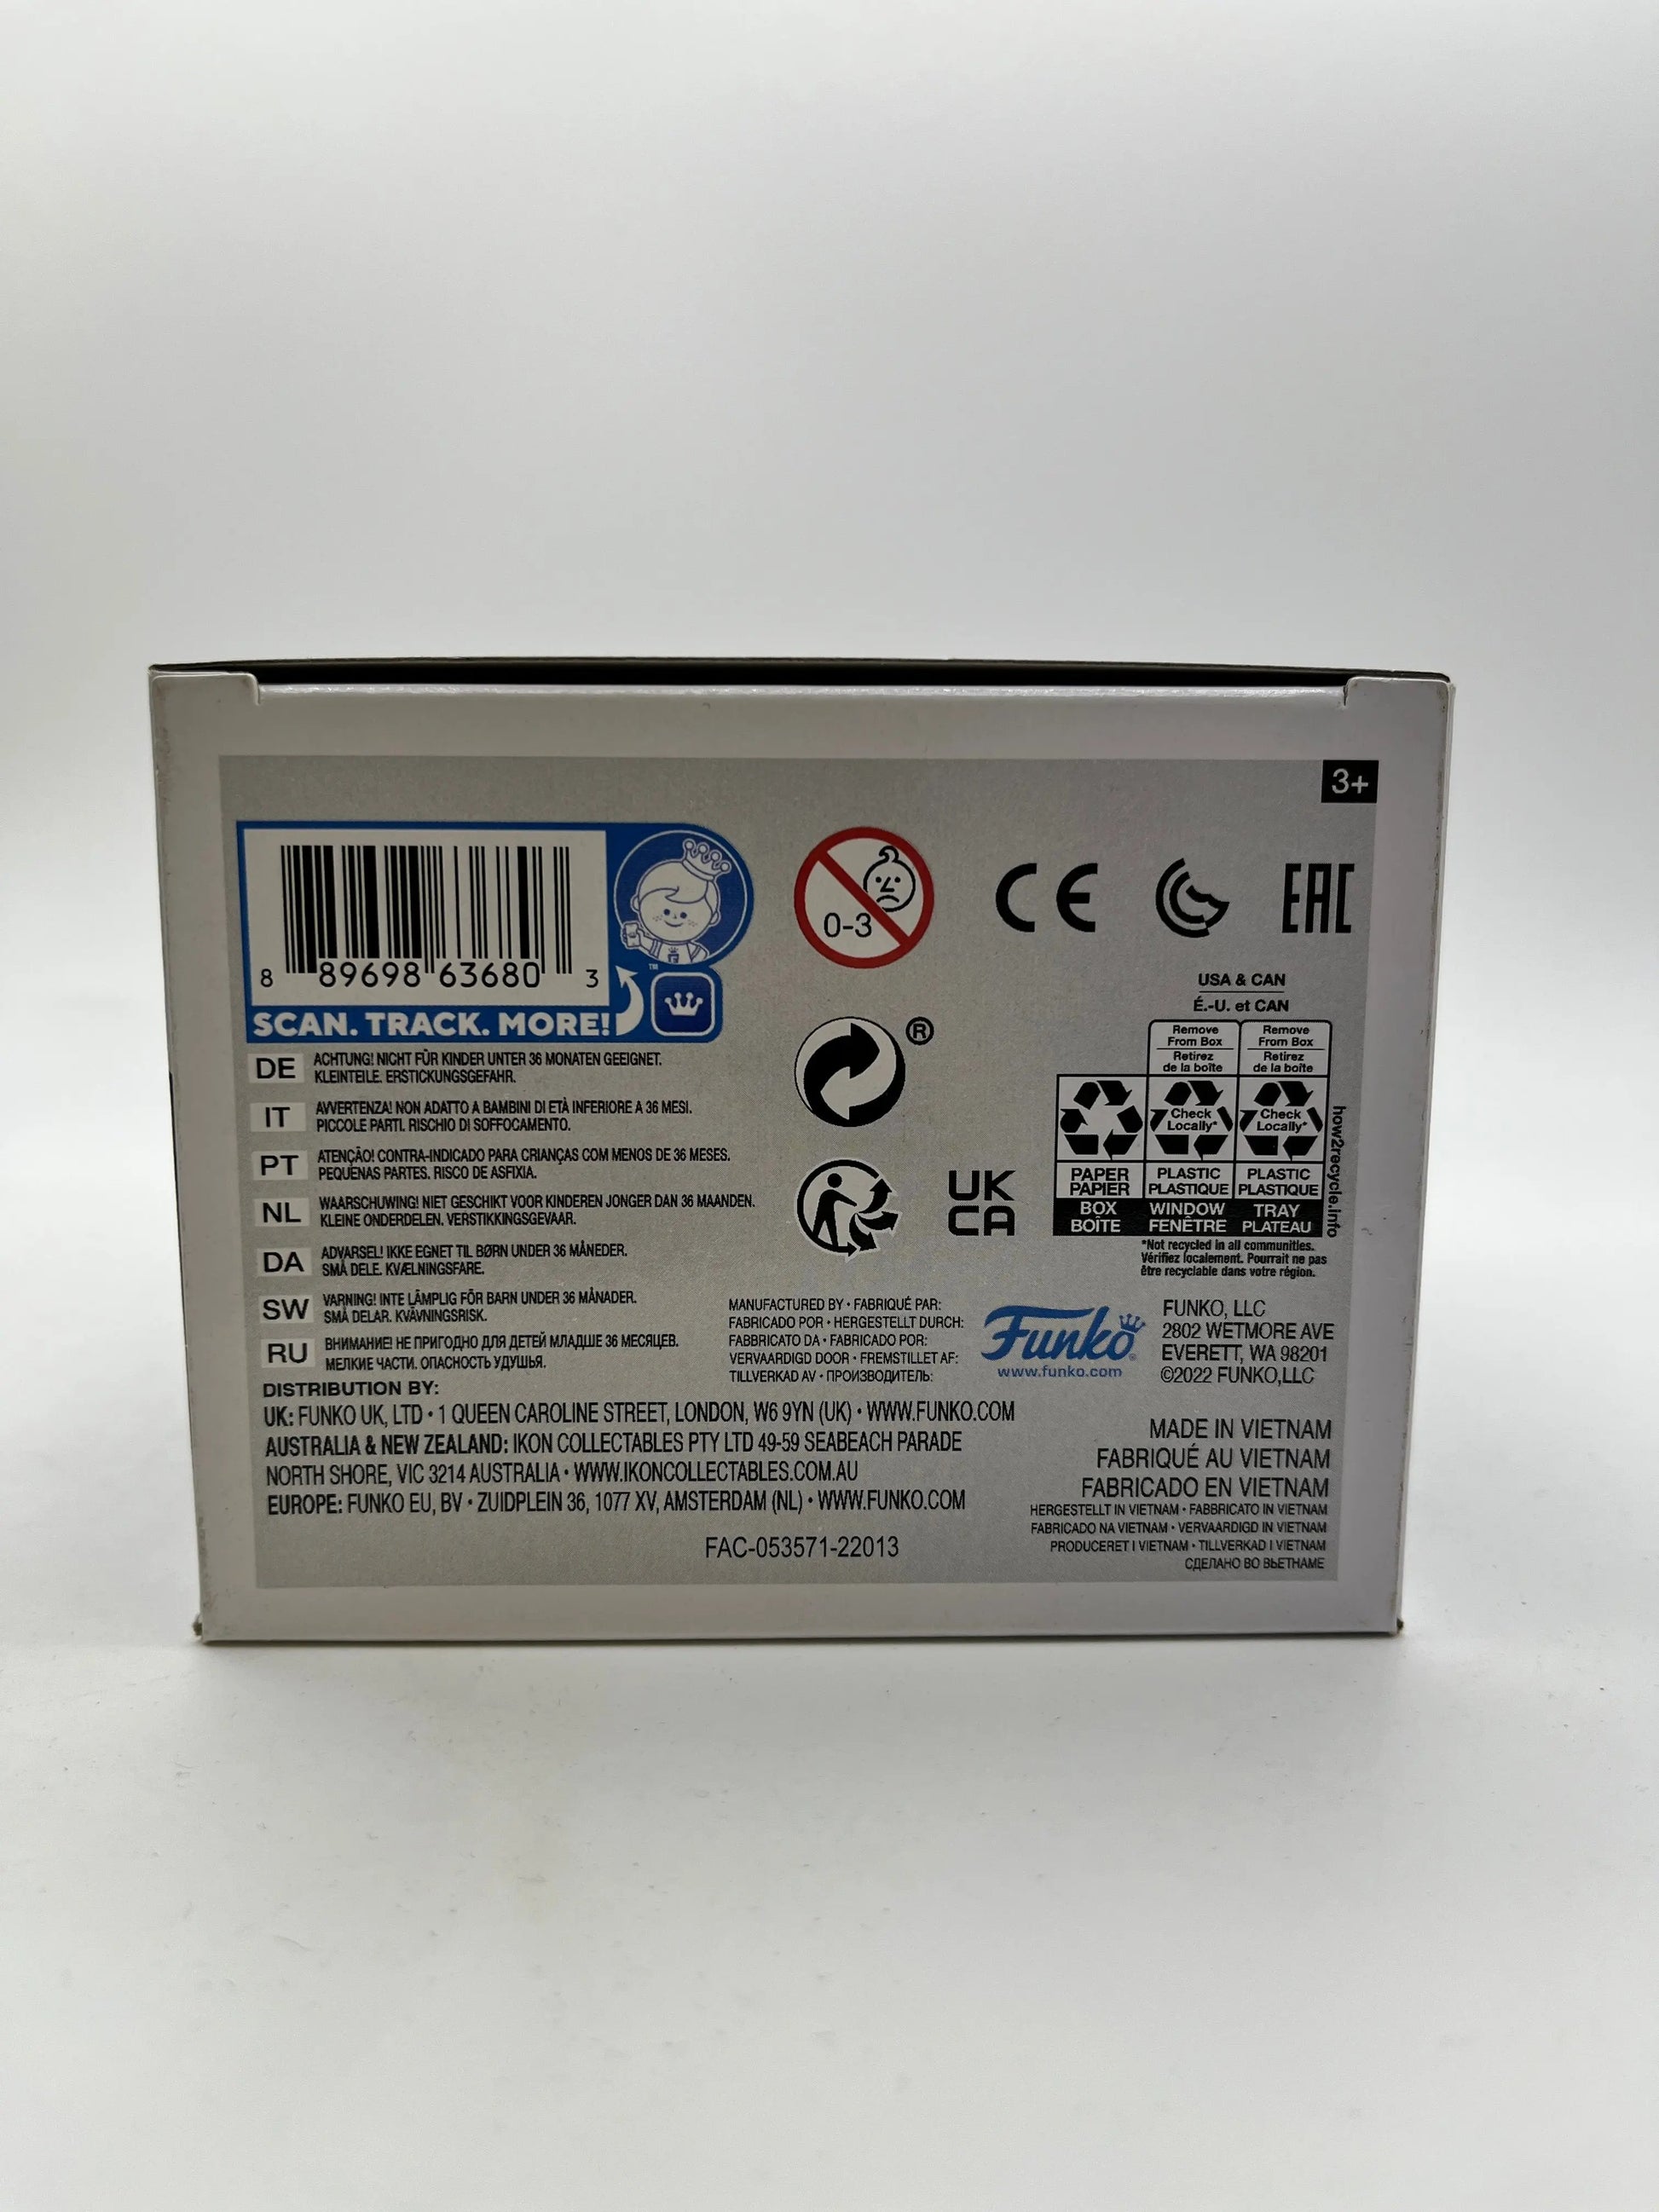 3+
8 89698 63680 3
SCAN. TRACK. MORE!
™
0-3
CE
EAC
®
UK
CA
USA & CAN
É.-U. et CAN
Remove
From Box
Retirez
de la boîte
Remove
From Box
Retirez
de la boîte
Check
Locally*
Check
Locally*
PAPER
PAPIER
PLASTIC
PLASTIQUE
PLASTIC
PLASTIQUE
BOX
BOÎTE
WINDOW
FENÊTRE
TRAY
PLATEAU
how2recycle.info
*Not recycled in all communities.
Vérifiez localement. Pourrait ne pas
être recyclable dans votre région.
DE ACHTUNG! NICHT FÜR KINDER UNTER 36 MONATEN GEEIGNET.
KLEINTEILE. ERSTICKUNGSGEFAHR.
IT AVVERTENZA! NON ADATTO A BAMBINI DI ETÀ INFERIORE A 36 MESI.
PICCOLE PARTI. RISCHIO DI SOFFOCAMENTO.
PT ATENÇÃO! CONTRA-INDICADO PARA CRIANÇAS COM MENOS DE 36 MESES.
PEQUENAS PARTES. RISCO DE ASFIXIA.
NL WAARSCHUWING! NIET GESCHIKT VOOR KINDEREN JONGER DAN 36 MAANDEN.
KLEINE ONDERDELEN. VERSTIKKINGSGEVAAR.
DA ADVARSEL! IKKE EGNET TIL BØRN UNDER 36 MÅNEDER.
SMÅ DELE. KVÆLNINGSFARE.
SW VARNING! INTE LÄMPLIG FÖR BARN UNDER 36 MÅNADER.
SMÅ DELAR. KVÄVNINGSRISK.
RU ВНИМАНИЕ! НЕ ПРИГОДНО ДЛЯ ДЕТЕЙ МЛАДШЕ 36 МЕСЯЦЕВ.
МЕЛКИЕ ЧАСТИ. ОПАСНОСТЬ УДУШЬЯ.
MANUFACTURED BY • FABRIQUÉ PAR:
FABRICADO POR • HERGESTELLT DURCH:
FABBRICATO DA • FABRICADO POR:
VERVAARDIGD DOOR • FREMSTILLET AF:
TILLVERKAD AV • ПРОИЗВОДИТЕЛЬ:
Funko®
www.funko.com
FUNKO, LLC
2802 WETMORE AVE
EVERETT, WA 98201
©2022 FUNKO,LLC
DISTRIBUTION BY:
UK: FUNKO UK, LTD • 1 QUEEN CAROLINE STREET, LONDON, W6 9YN (UK) • WWW.FUNKO.COM
AUSTRALIA & NEW ZEALAND: IKON COLLECTABLES PTY LTD 49-59 SEABEACH PARADE
NORTH SHORE, VIC 3214 AUSTRALIA • WWW.IKONCOLLECTABLES.COM.AU
EUROPE: FUNKO EU, BV • ZUIDPLEIN 36, 1077 XV, AMSTERDAM (NL) • WWW.FUNKO.COM
FAC-053571-22013
MADE IN VIETNAM
FABRIQUÉ AU VIETNAM
FABRICADO EN VIETNAM
HERGESTELLT IN VIETNAM • FABBRICATO IN VIETNAM
FABRICADO NA VIETNAM • VERVAARDIGD IN VIETNAM
PRODUCERET I VIETNAM • TILLVERKAD I VIETNAM
СДЕЛАНО ВО ВЬЕТНАМЕ